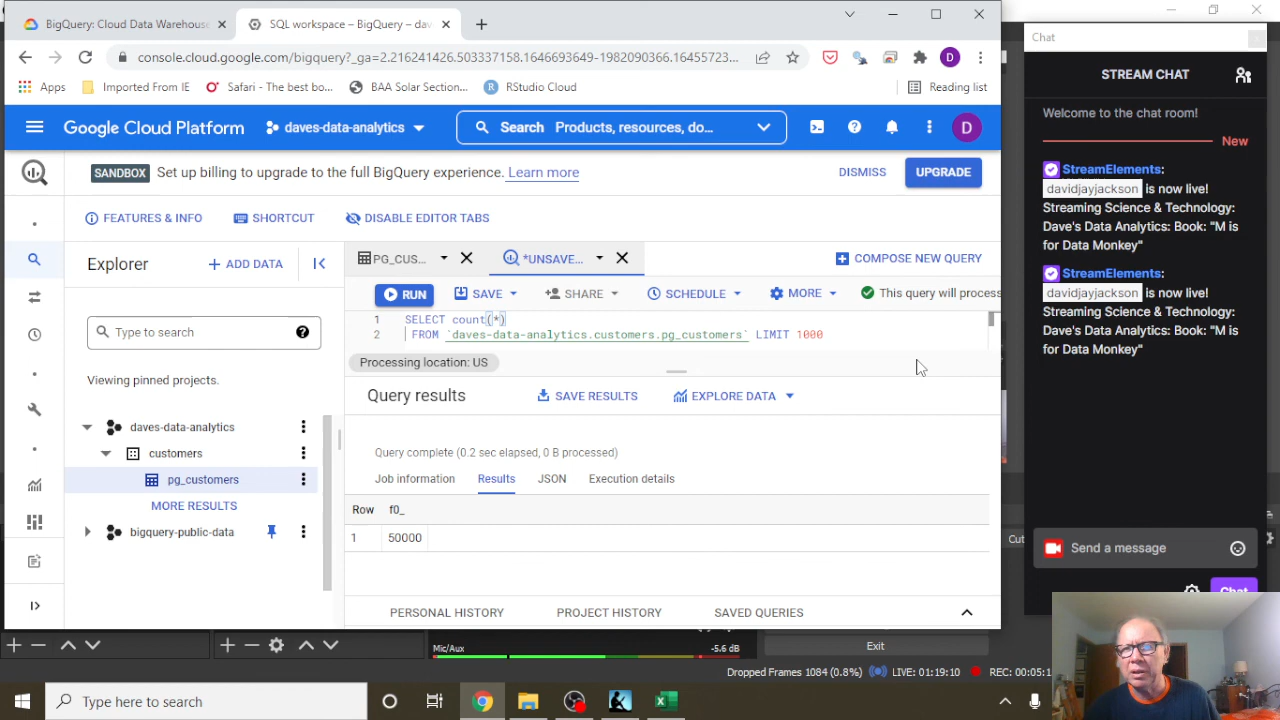 BigQuery: Cloud Data Warehouse
SQL workspace – BigQuery – dav
Chat
console.cloud.google.com/bigquery?_ga=2.216241426.503337158.1646693649-1982090366.16455723...
D
Apps
Imported From IE
Safari - The best bo...
BAA Solar Section...
RStudio Cloud
Reading list
STREAM CHAT
Google Cloud Platform
daves-data-analytics
Search Products, resources, do...
D
Welcome to the chat room!
New
SANDBOX Set up billing to upgrade to the full BigQuery experience. Learn more
DISMISS
UPGRADE
StreamElements:
davidjayjackson is now live!
Streaming Science & Technology:
Dave's Data Analytics: Book: "M is
for Data Monkey"
FEATURES & INFO
SHORTCUT
DISABLE EDITOR TABS
Explorer
+ ADD DATA
PG_CUS...
*UNSAVE...
COMPOSE NEW QUERY
StreamElements:
davidjayjackson is now live!
Streaming Science & Technology:
Dave's Data Analytics: Book: "M is
for Data Monkey"
RUN
SAVE
SHARE
SCHEDULE
MORE
This query will proces
1 SELECT count(*)
2 FROM `daves-data-analytics.customers.pg_customers` LIMIT 1000
Type to search
Processing location: US
Viewing pinned projects.
Query results
SAVE RESULTS
EXPLORE DATA
daves-data-analytics
customers
pg_customers
MORE RESULTS
bigquery-public-data
Query complete (0.2 sec elapsed, 0 B processed)
Job information
Results
JSON
Execution details
Row f0_
1 50000
PERSONAL HISTORY
PROJECT HISTORY
SAVED QUERIES
Cut
Send a message
Chat
Mic/Aux
-5.6 dB
Exit
Dropped Frames 1084 (0.8%)
LIVE: 01:19:10
REC: 00:05:1
Type here to search